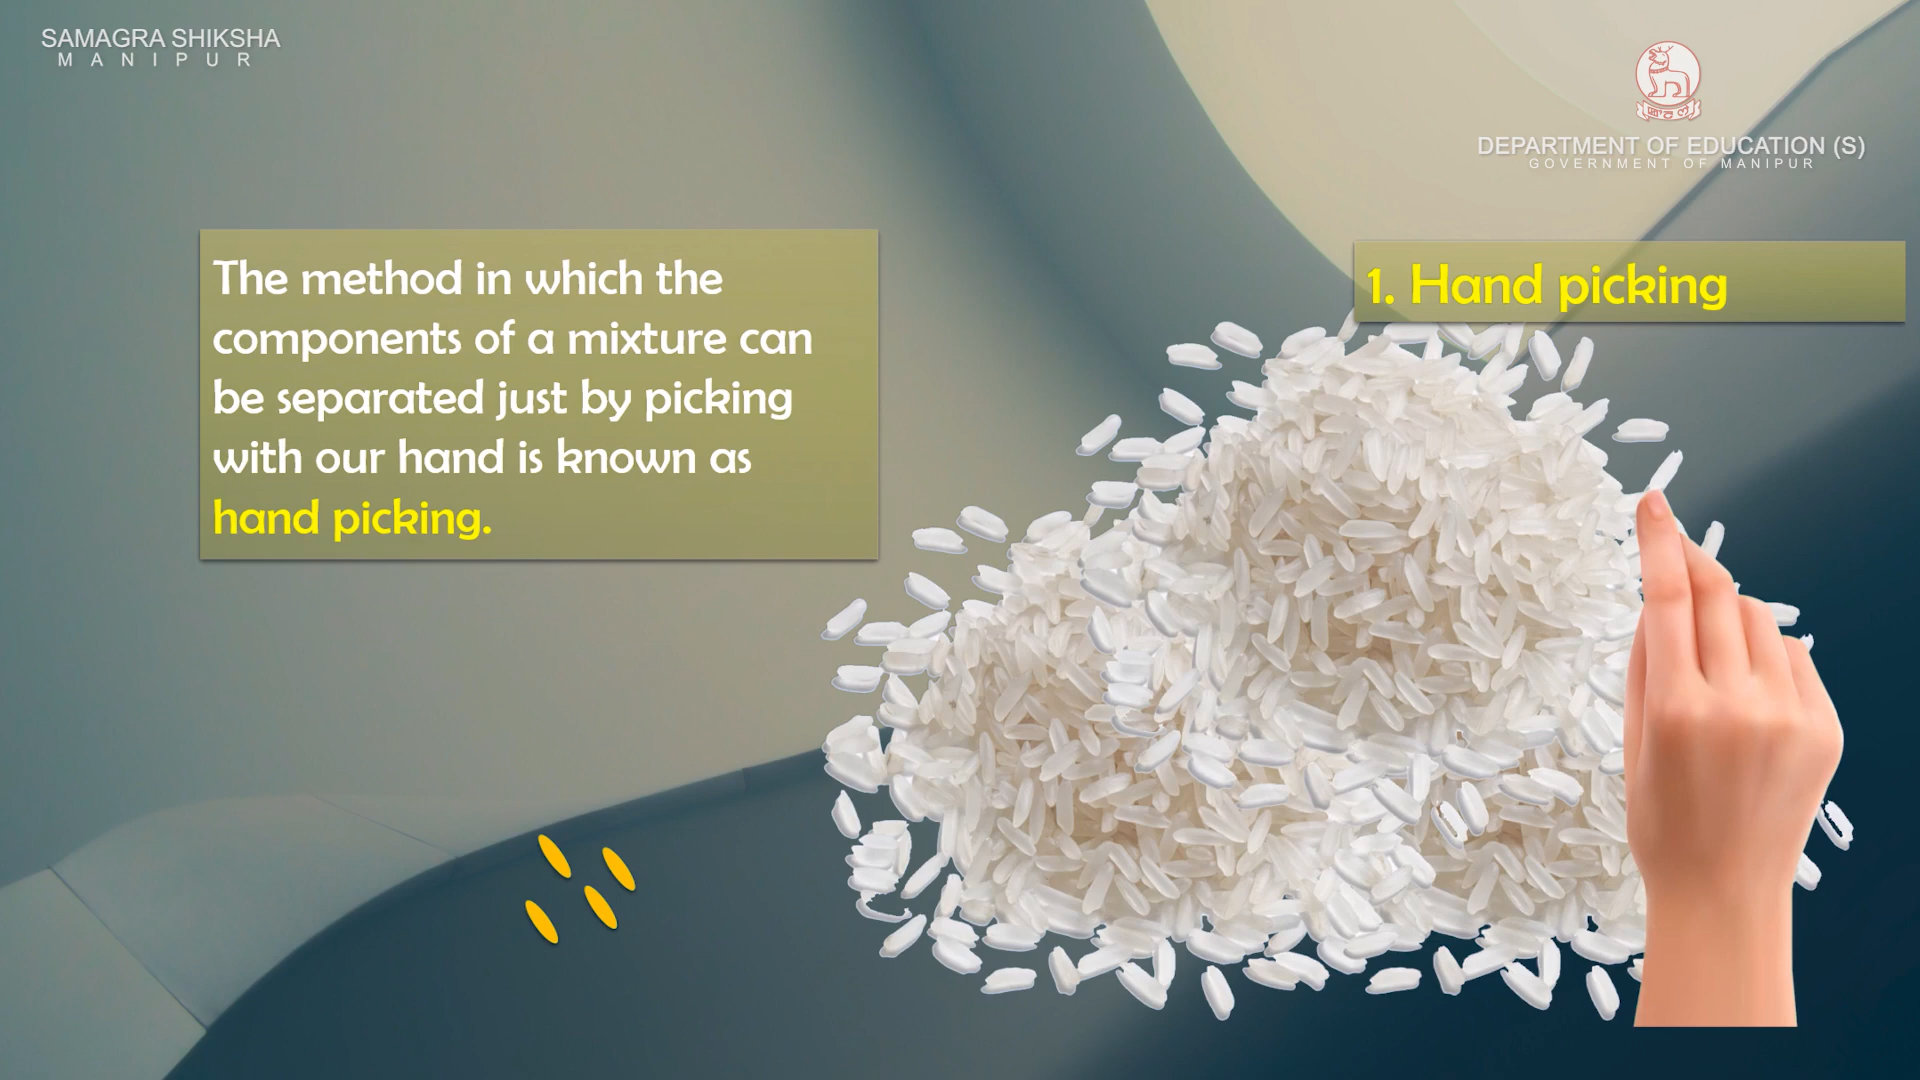 SAMAGRA SHIKSHA
MANIPUR
DEPARTMENT OF EDUCATION (S)
GOVERNMENT OF MANIPUR
The method in which the
components of a mixture can
be separated just by picking
with our hand is known as
hand picking.
1. Hand picking